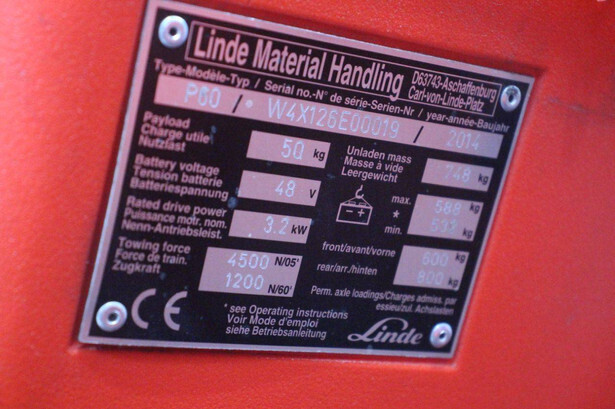 Linde Material Handling
D63743-Aschaffenburg
Carl-von-Linde-Platz
Type-Modèle-Typ / Serial no.-N° de série-Serien-Nr / year-année-Baujahr
P60 / W4X126E00019 / 2014
Payload
Charge utile
Nutzlast
50 kg
Unladen mass
Masse à vide
Leergewicht
748 kg
Battery voltage
Tension batterie
Batteriespannung
48 V
- +
max. 588 kg
*
min. 533 kg
Rated drive power
Puissance motr. nom.
Nenn-Antriebsleist.
3.2 kW
Towing force
Force de train.
Zugkraft
4500 N/05'
1200 N/60'
front/avant/vorne 600 kg
rear/arr./hinten 800 kg
Perm. axle loadings/Charges admiss. par
essieu/zul. Achslasten
CE
* see Operating instructions
Voir Mode d'emploi
siehe Betriebsanleitung
Linde